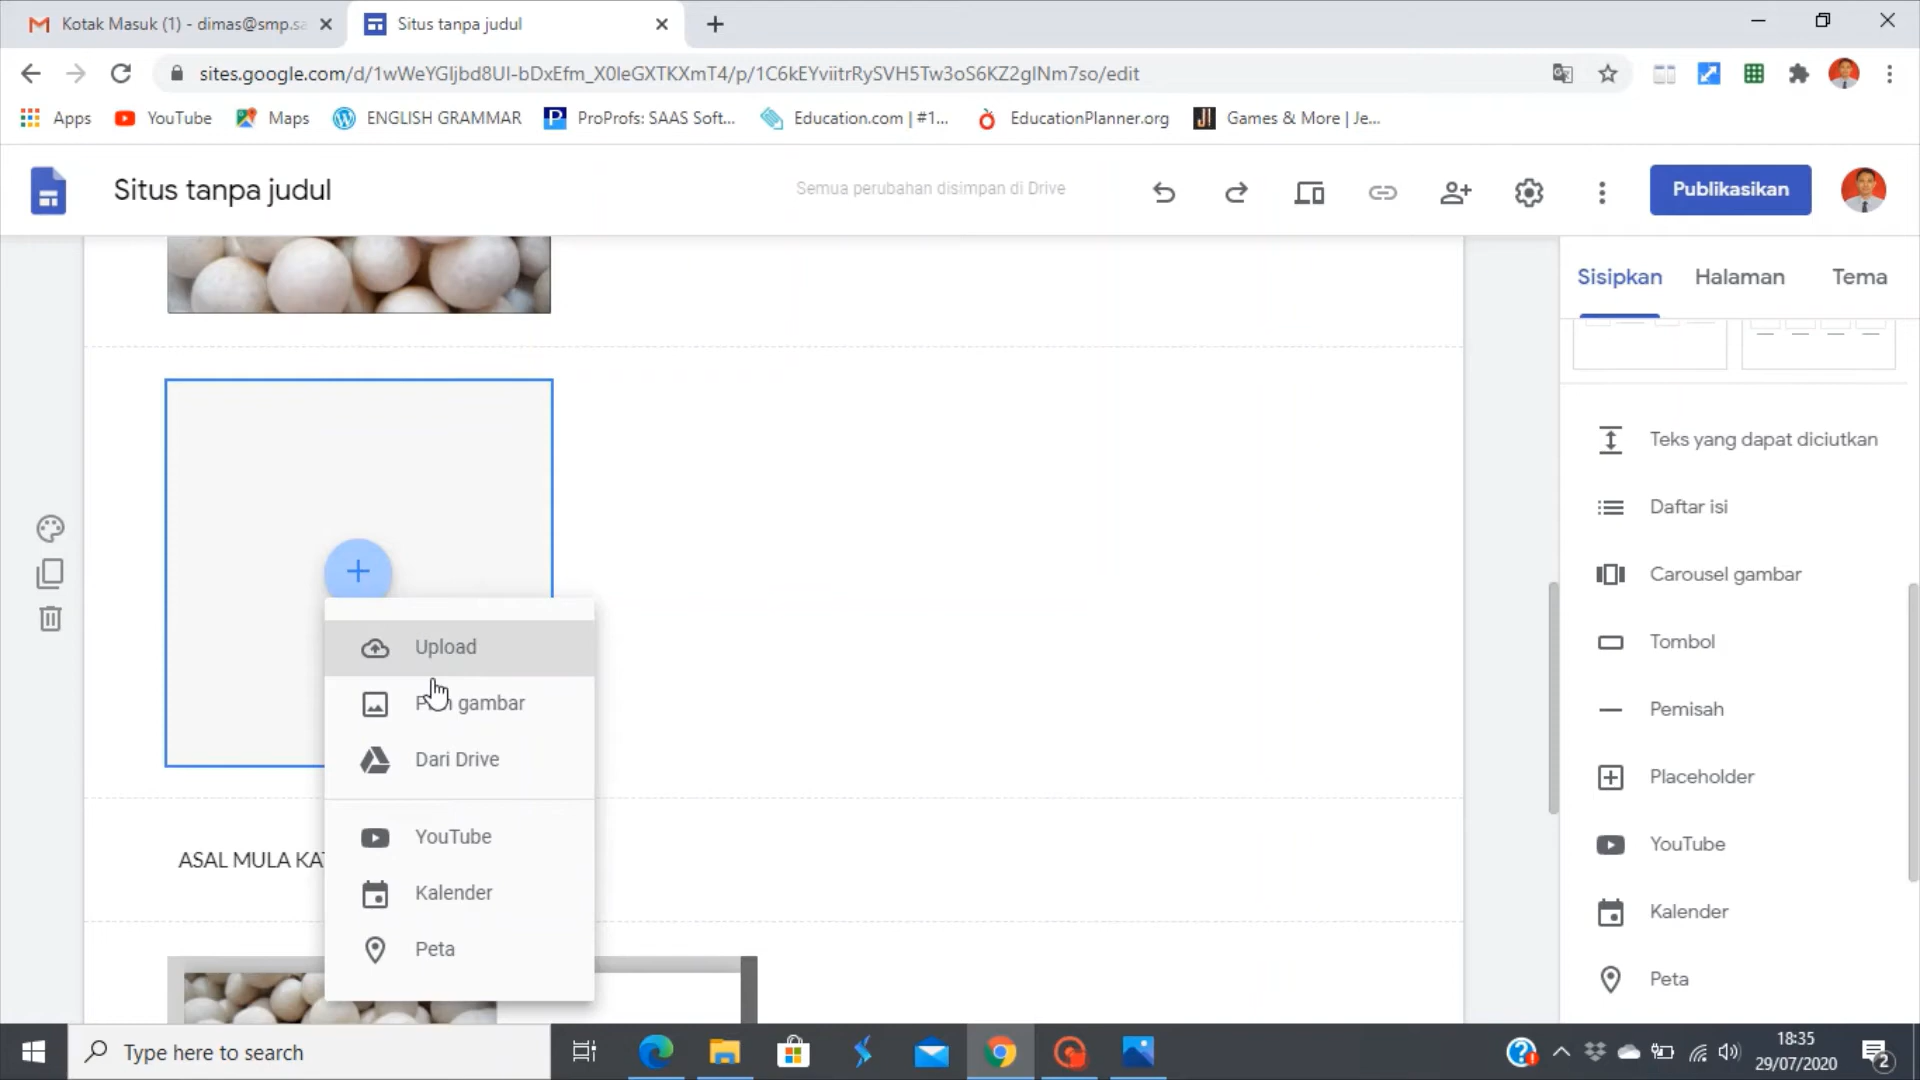 Kotak Masuk (1) - dimas@smp.sa
Situs tanpa judul
sites.google.com/d/1wWeYGljbd8UI-bDxEfm_X0leGXTKXmT4/p/1C6kEYviitrRySVH5Tw3oS6KZ2glNm7so/edit
Apps YouTube Maps ENGLISH GRAMMAR ProProfs: SAAS Soft... Education.com | #1... EducationPlanner.org Games & More | Je...
Situs tanpa judul
Semua perubahan disimpan di Drive
Publikasikan
Sisipkan Halaman Tema
Teks yang dapat diciutkan
Daftar isi
Carousel gambar
Tombol
Pemisah
Placeholder
YouTube
Kalender
Peta
Upload
gambar
Dari Drive
YouTube
Kalender
Peta
ASAL MULA
Type here to search
18:35
29/07/2020
2